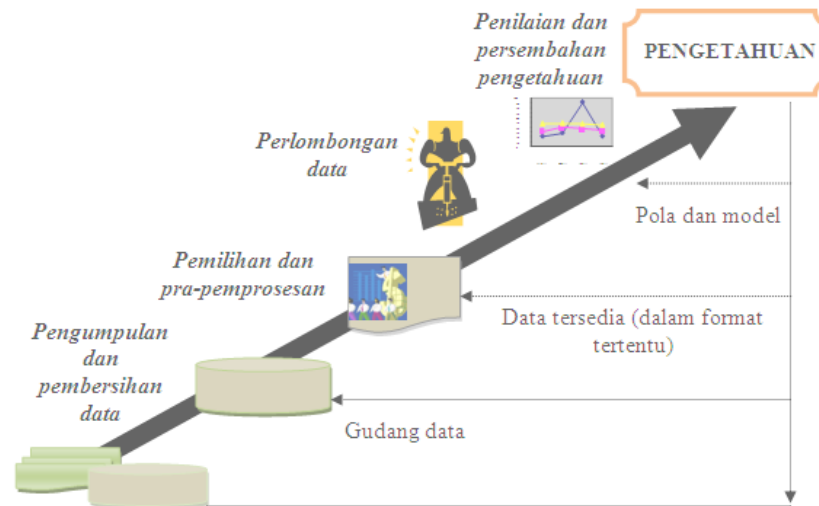 Penilaian dan
persembahan
pengetahuan
PENGETAHUAN
Perlombongan
data
Pola dan model
Pemilihan dan
pra-pemprosesan
Data tersedia (dalam format
tertentu)
Pengumpulan
dan
pembersihan
data
Gudang data